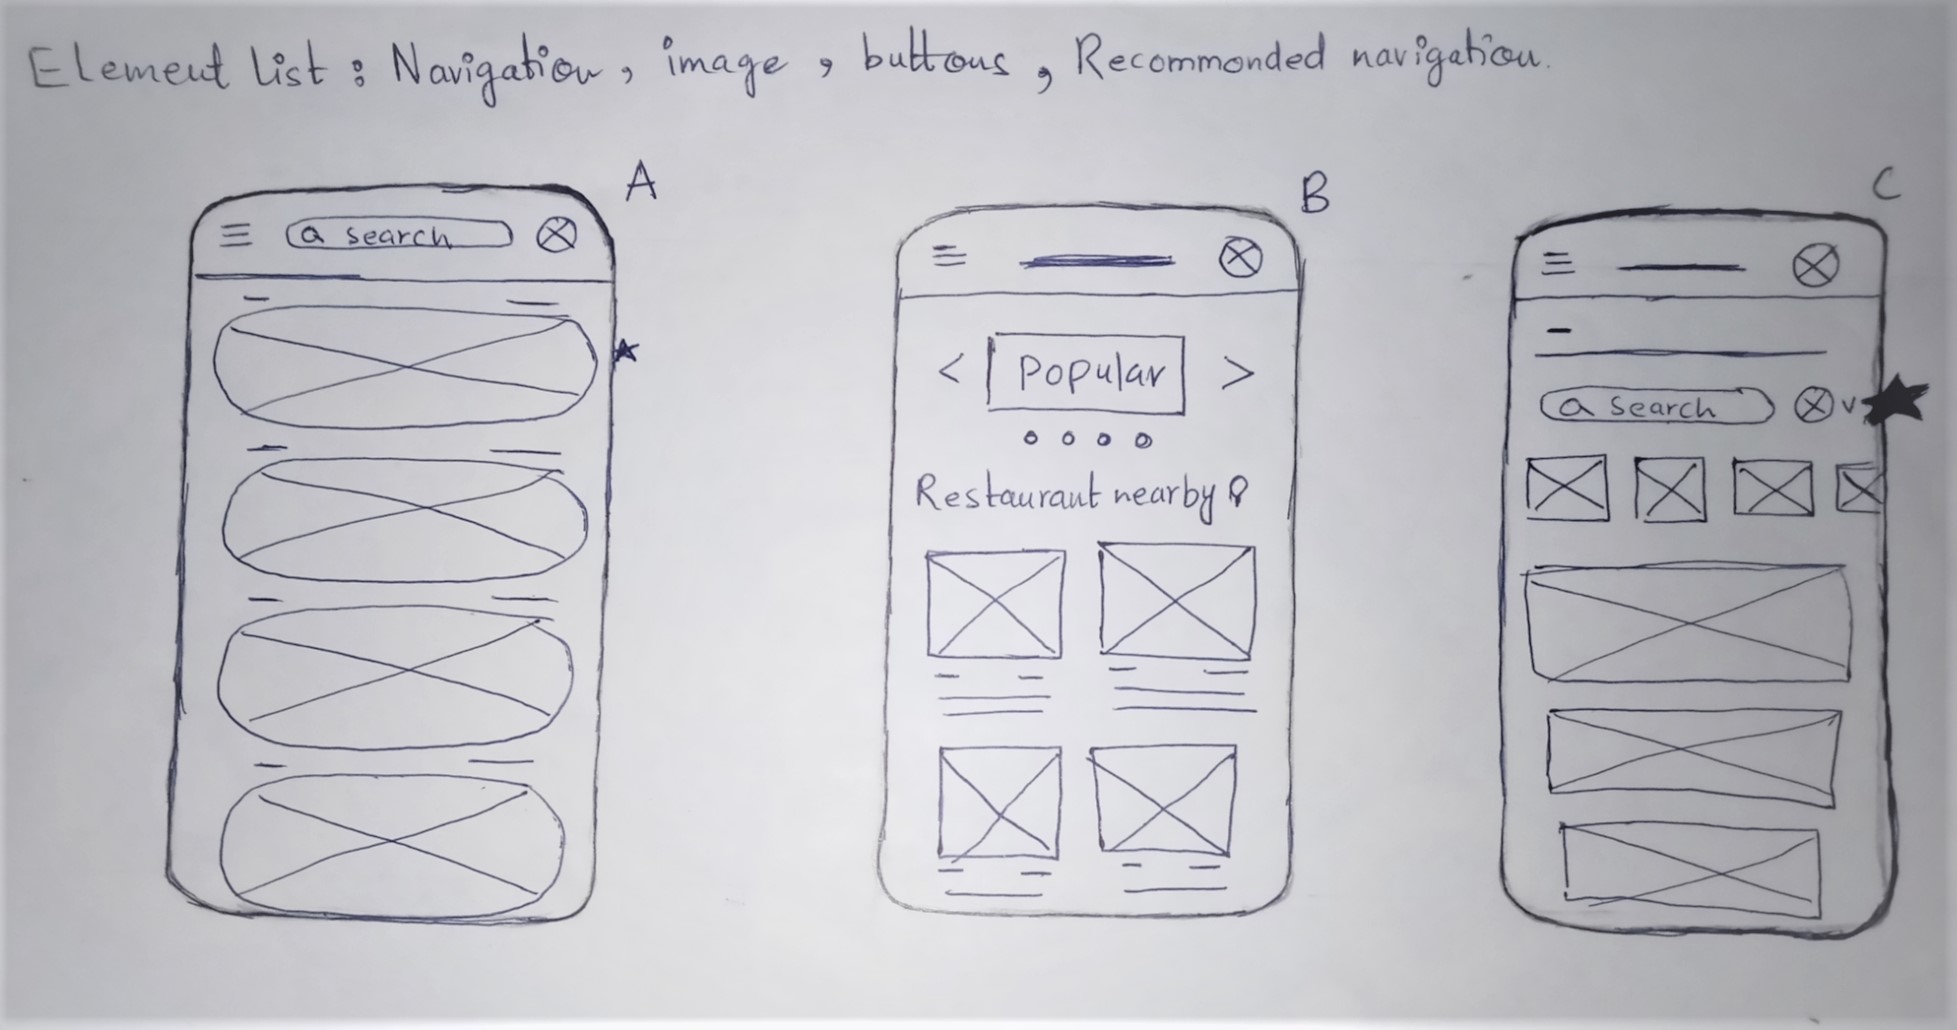 Element list : Navigation, image, buttons, Recommonded navigation.
A
B
C
search
Popular
search
Restaurant nearby